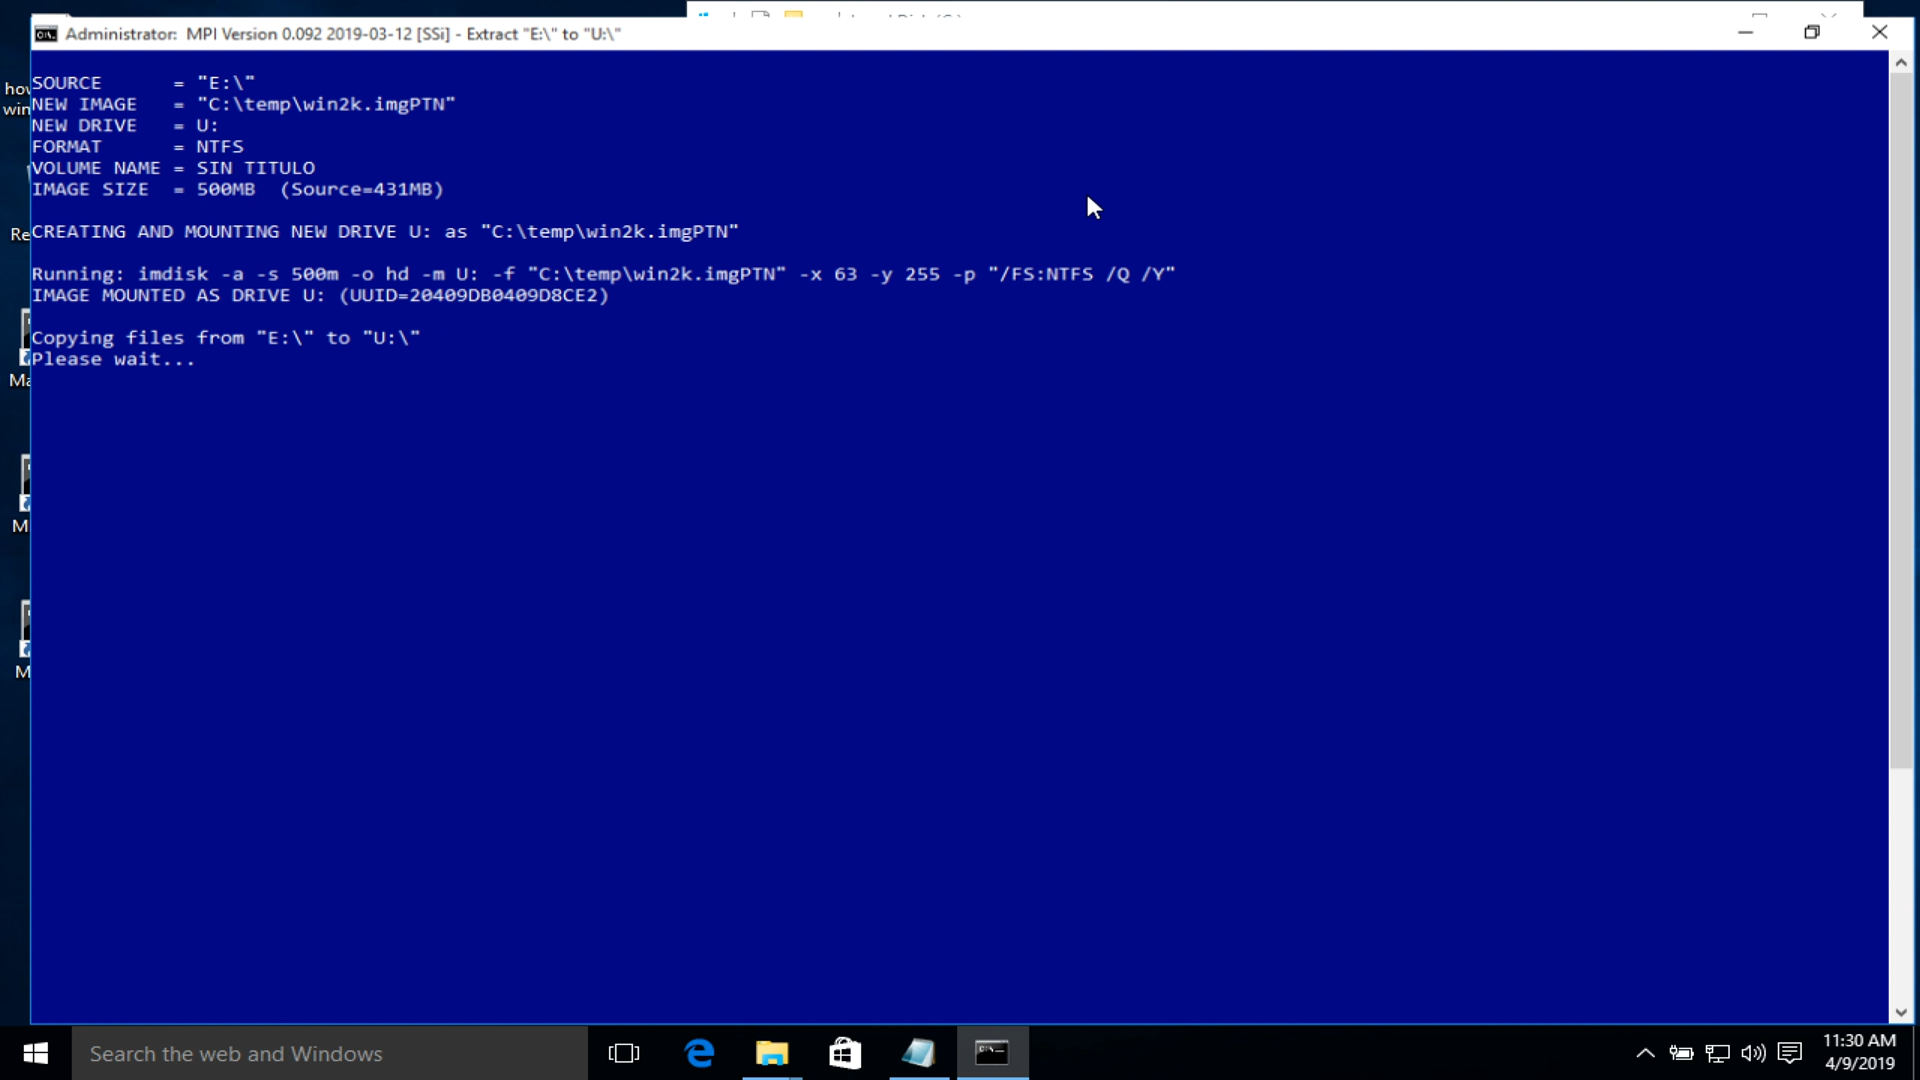 Administrator: MPI Version 0.092 2019-03-12 [SSi] - Extract "E:\" to "U:\"
SOURCE = "E:\"
NEW IMAGE = "C:\temp\win2k.imgPTN"
NEW DRIVE = U:
FORMAT = NTFS
VOLUME NAME = SIN TITULO
IMAGE SIZE = 500MB (Source=431MB)
CREATING AND MOUNTING NEW DRIVE U: as "C:\temp\win2k.imgPTN"
Running: imdisk -a -s 500m -o hd -m U: -f "C:\temp\win2k.imgPTN" -x 63 -y 255 -p "/FS:NTFS /Q /Y"
IMAGE MOUNTED AS DRIVE U: (UUID=20409DB0409D8CE2)
Copying files from "E:\" to "U:\"
Please wait...
Search the web and Windows
11:30 AM
4/9/2019